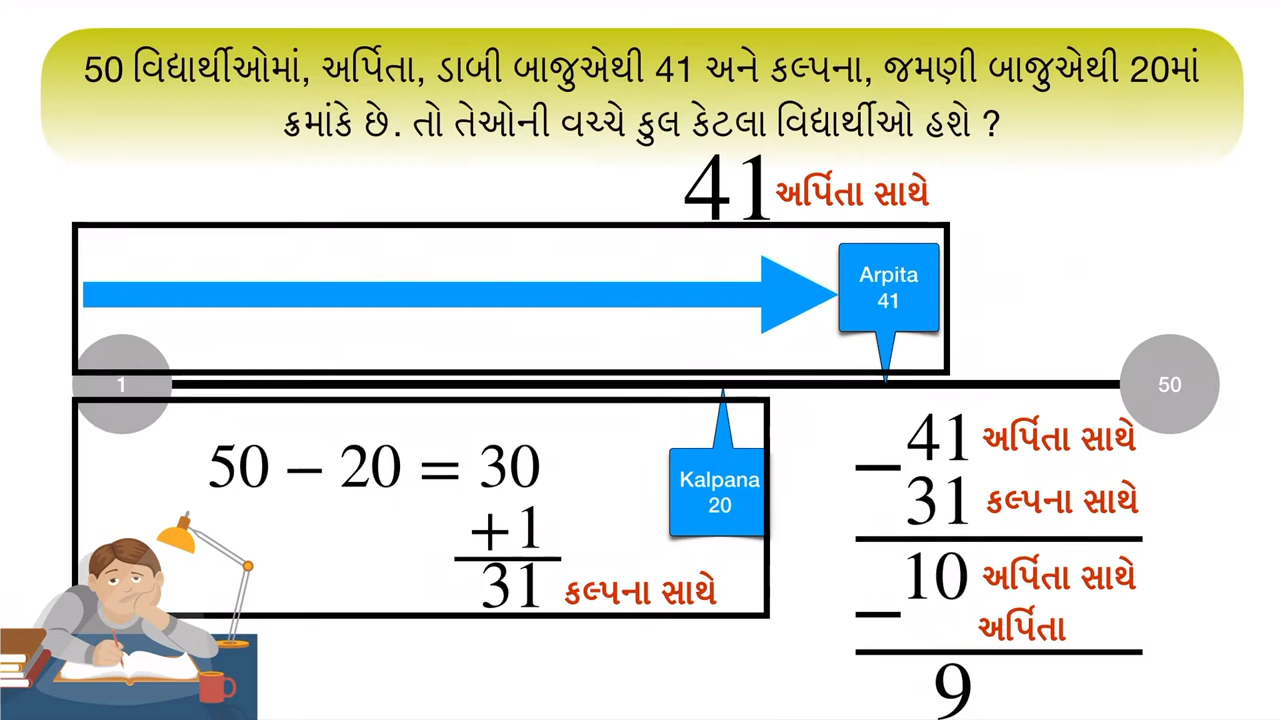 50 વિદ્યાર્થીઓમાં, અર્પિતા, ડાબી બાજુએથી 41 અને કલ્પના, જમણી બાજુએથી 20માં
ક્રમાંકે છે. તો તેઓની વચ્ચે કુલ કેટલા વિદ્યાર્થીઓ હશે ?
41 અર્પિતા સાથે
Arpita
41
1
50
50 − 20 = 30
+1
31 કલ્પના સાથે
Kalpana
20
41 અર્પિતા સાથે
−
31 કલ્પના સાથે
10 અર્પિતા સાથે
− અર્પિતા
9